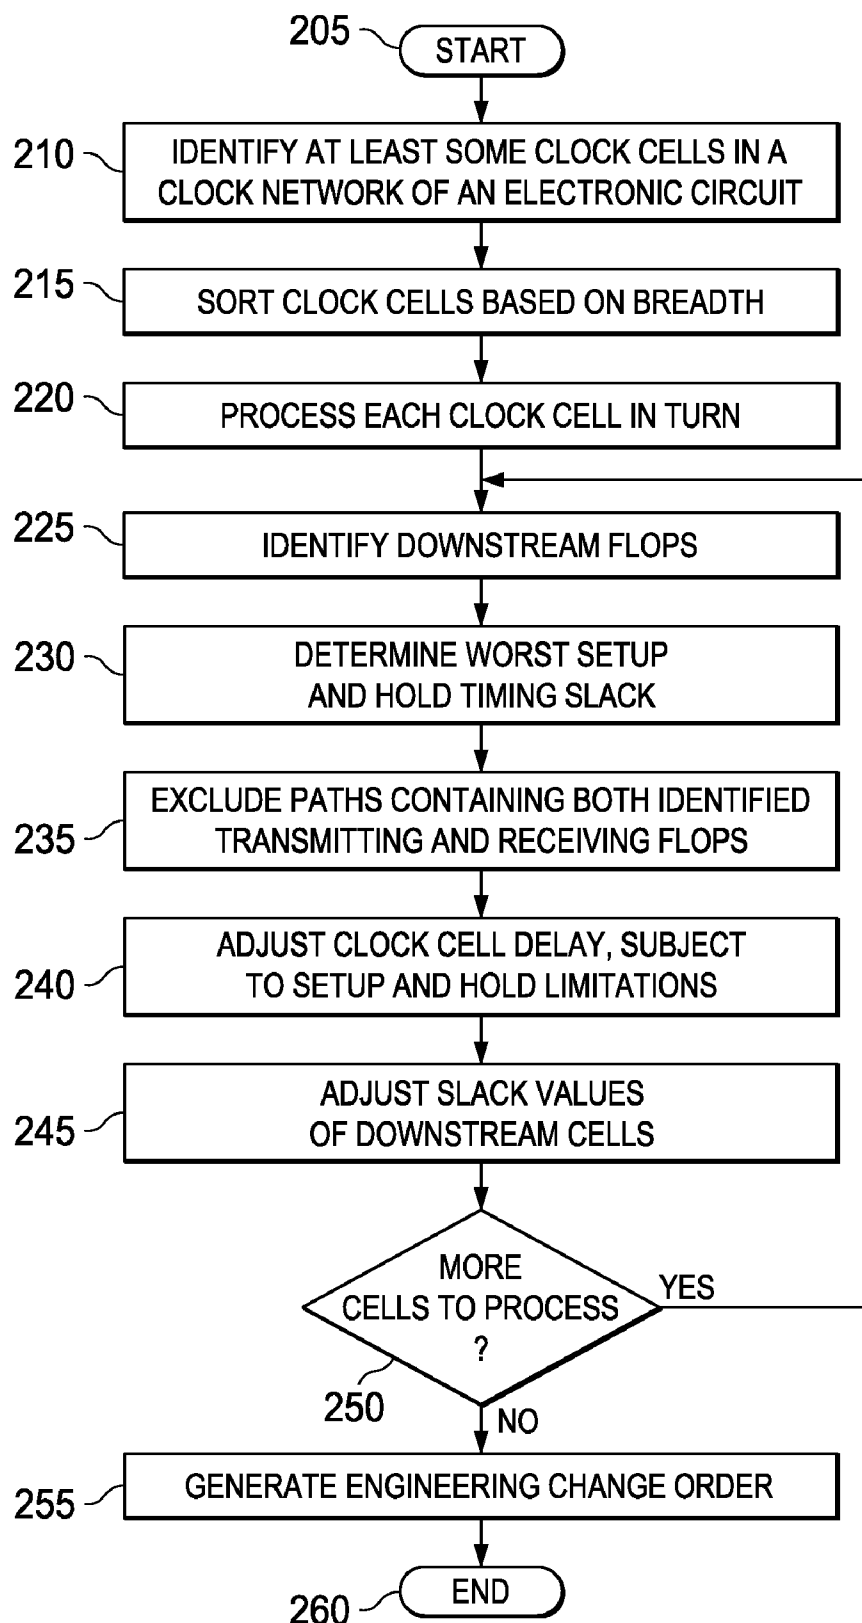 205
START
210
IDENTIFY AT LEAST SOME CLOCK CELLS IN A
CLOCK NETWORK OF AN ELECTRONIC CIRCUIT
215
SORT CLOCK CELLS BASED ON BREADTH
220
PROCESS EACH CLOCK CELL IN TURN
225
IDENTIFY DOWNSTREAM FLOPS
230
DETERMINE WORST SETUP
AND HOLD TIMING SLACK
235
EXCLUDE PATHS CONTAINING BOTH IDENTIFIED
TRANSMITTING AND RECEIVING FLOPS
240
ADJUST CLOCK CELL DELAY, SUBJECT
TO SETUP AND HOLD LIMITATIONS
245
ADJUST SLACK VALUES
OF DOWNSTREAM CELLS
MORE
CELLS TO PROCESS
?
YES
250
NO
255
GENERATE ENGINEERING CHANGE ORDER
260
END